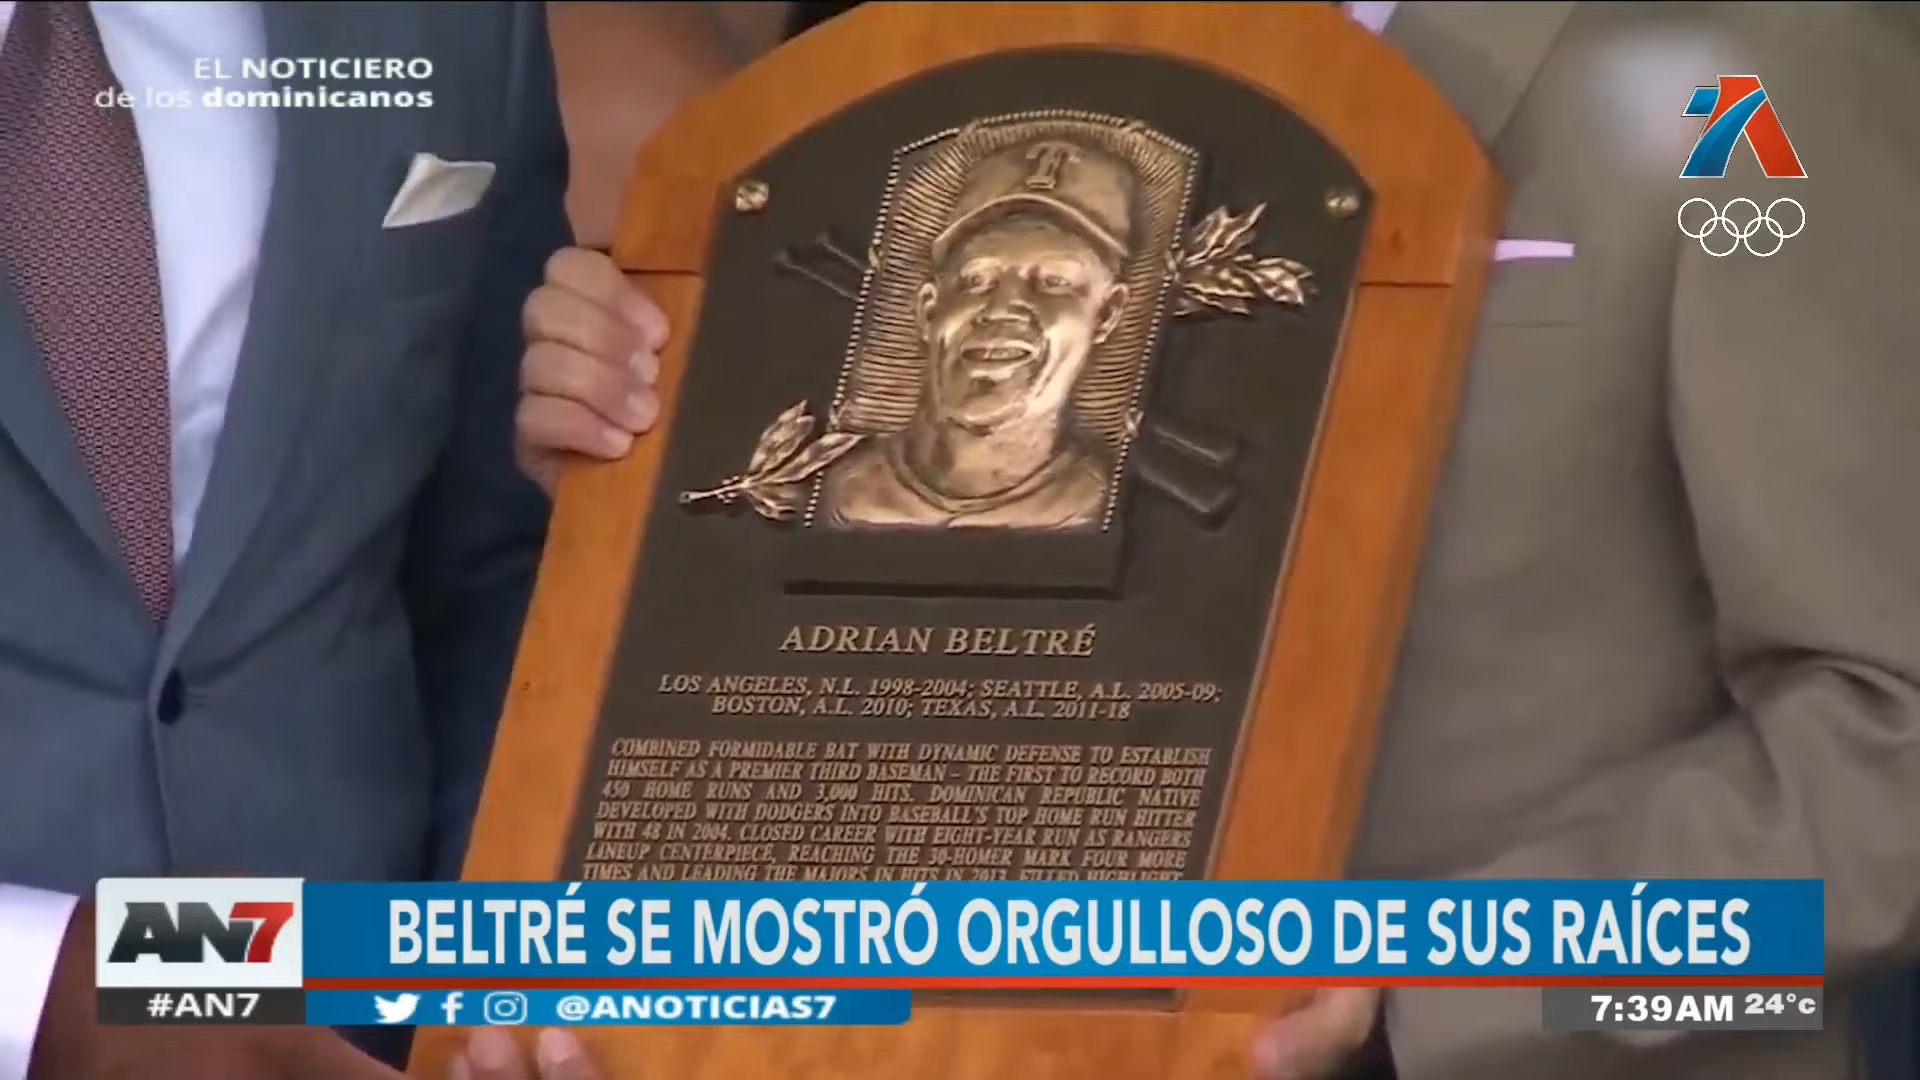 EL NOTICIERO
de los dominicanos
T
ADRIAN BELTRÉ
LOS ANGELES, N.L. 1998-2004; SEATTLE, A.L. 2005-09;
BOSTON, A.L. 2010; TEXAS, A.L. 2011-18
COMBINED FORMIDABLE BAT WITH DYNAMIC DEFENSE TO ESTABLISH
HIMSELF AS A PREMIER THIRD BASEMAN – THE FIRST TO RECORD BOTH
450 HOME RUNS AND 3,000 HITS. DOMINICAN REPUBLIC NATIVE
DEVELOPED WITH DODGERS INTO BASEBALL'S TOP HOME RUN HITTER
WITH 48 IN 2004. CLOSED CAREER WITH EIGHT-YEAR RUN AS RANGERS
LINEUP CENTERPIECE, REACHING THE 30-HOMER MARK FOUR MORE
TIMES AND LEADING THE MAJORS IN HITS IN 2013. FILLED HIGHLIGHT
AN7 BELTRÉ SE MOSTRÓ ORGULLOSO DE SUS RAÍCES
#AN7 @ANOTICIAS7 7:39AM 24°c